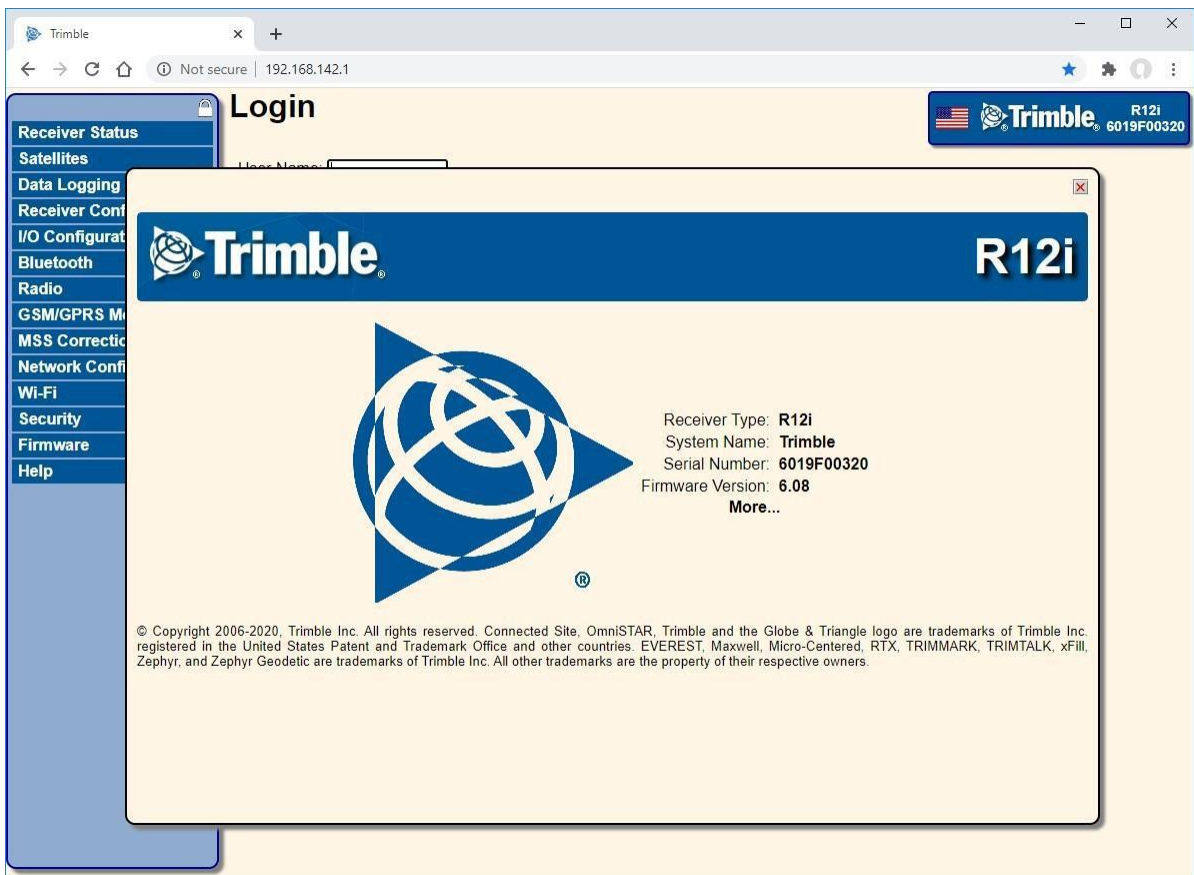 Trimble
Not secure
192.168.142.1
Login
Trimble®
R12i
6019F00320
Receiver Status
Satellites
Data Logging
Receiver Conf
I/O Configurat
Bluetooth
Radio
GSM/GPRS M
MSS Correctio
Network Confi
Wi-Fi
Security
Firmware
Help
User Name:
Trimble®
R12i
®
Receiver Type: R12i
System Name: Trimble
Serial Number: 6019F00320
Firmware Version: 6.08
More...
© Copyright 2006-2020, Trimble Inc. All rights reserved. Connected Site, OmniSTAR, Trimble and the Globe & Triangle logo are trademarks of Trimble Inc.
registered in the United States Patent and Trademark Office and other countries. EVEREST, Maxwell, Micro-Centered, RTX, TRIMMARK, TRIMTALK, xFill,
Zephyr, and Zephyr Geodetic are trademarks of Trimble Inc. All other trademarks are the property of their respective owners.